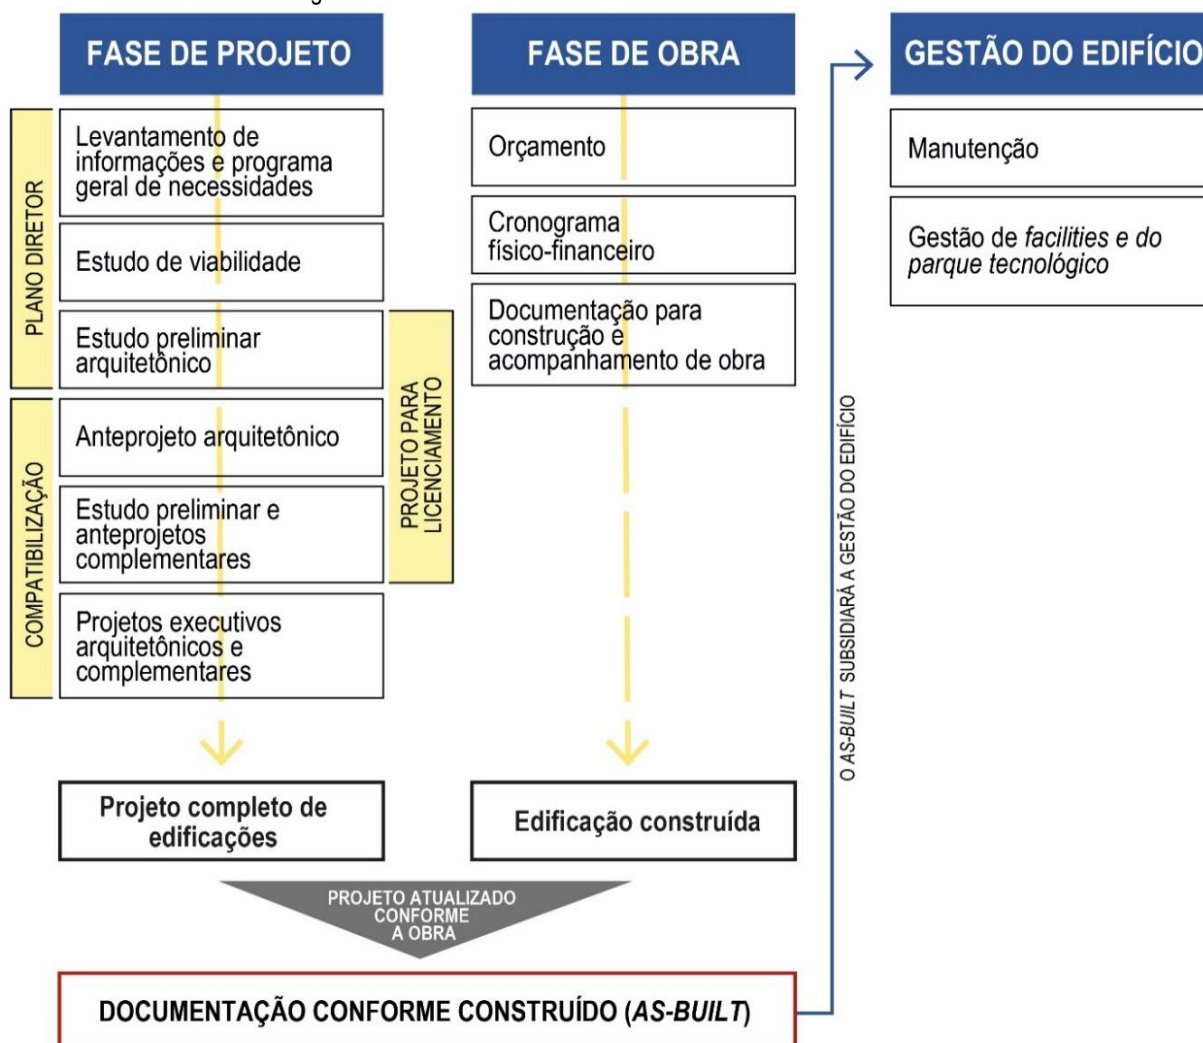 FASE DE PROJETO
PLANO DIRETOR
Levantamento de
informações e programa
geral de necessidades
Estudo de viabilidade
Estudo preliminar
arquitetônico
COMPATIBILIZAÇÃO
Anteprojeto arquitetônico
Estudo preliminar e
anteprojetos
complementares
Projetos executivos
arquitetônicos e
complementares
PROJETO PARA
LICENCIAMENTO
Projeto completo de
edificações
FASE DE OBRA
Orçamento
Cronograma
físico-financeiro
Documentação para
construção e
acompanhamento de obra
Edificação construída
PROJETO ATUALIZADO
CONFORME
A OBRA
DOCUMENTAÇÃO CONFORME CONSTRUÍDO (AS-BUILT)
O AS-BUILT SUBSIDIARÁ A GESTÃO DO EDIFÍCIO
GESTÃO DO EDIFÍCIO
Manutenção
Gestão de facilities e do
parque tecnológico